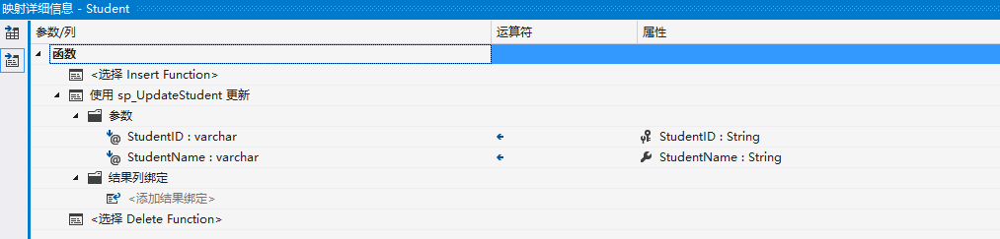 映射详细信息 - Student
参数/列 运算符 属性
函数
<选择 Insert Function>
使用 sp_UpdateStudent 更新
参数
@ StudentID : varchar ← StudentID : String
@ StudentName : varchar ← StudentName : String
结果列绑定
<添加结果绑定>
<选择 Delete Function>